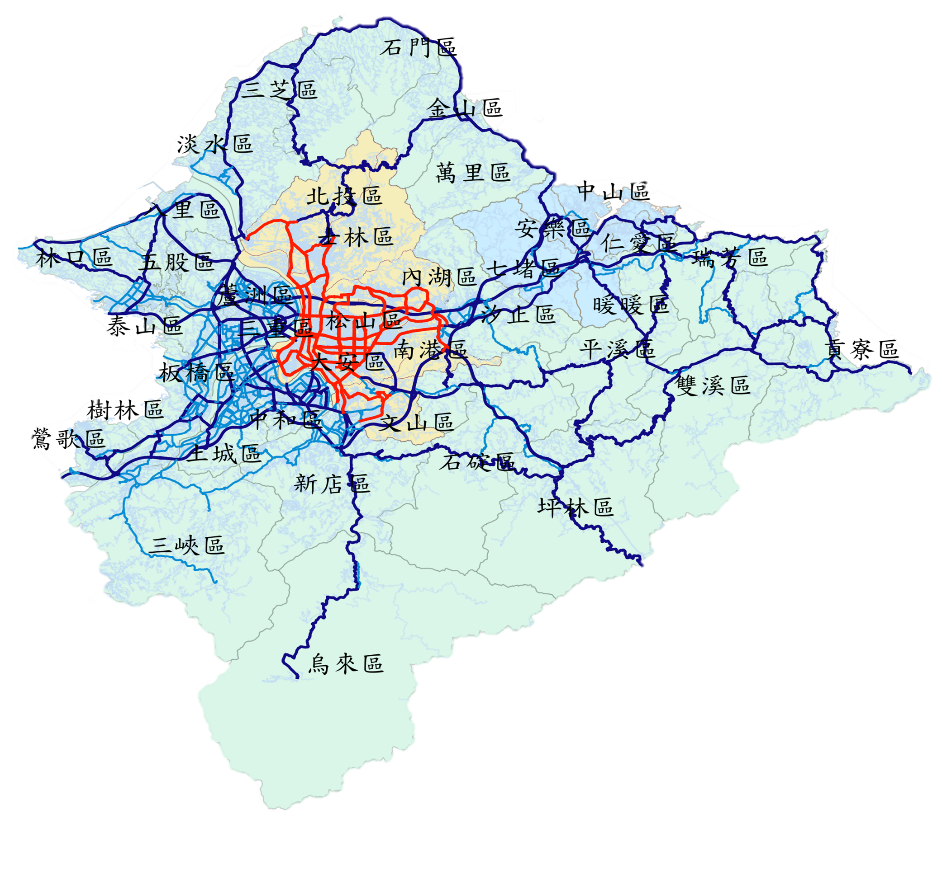 石門區
三芝區
金山區
淡水區
萬里區
中山區
北投區
八里區
安樂區
士林區
仁愛區
林口區
五股區
瑞芳區
七堵區
內湖區
蘆洲區
暖暖區
汐止區
泰山區
三重區
松山區
南港區
平溪區
貢寮區
大安區
板橋區
雙溪區
樹林區
中和區
文山區
鶯歌區
土城區
石碇區
新店區
坪林區
三峽區
烏來區